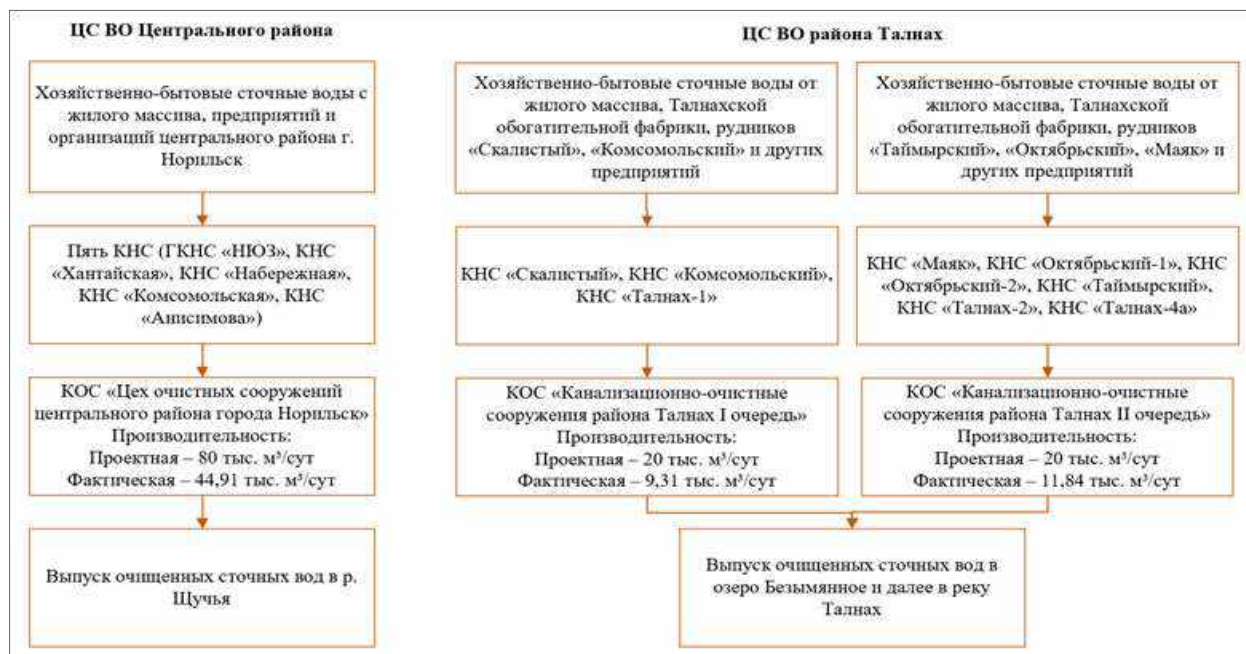 ЦС ВО Центрального района
Хозяйственно-бытовые сточные воды с
жилого массива, предприятий и
организаций центрального района г.
Норильск
Пять КНС (ГКНС «НЮЗ», КНС
«Хантайская», КНС «Набережная»,
КНС «Комсомольская», КНС
«Анисимова»)
КОС «Цех очистных сооружений
центрального района города Норильск»
Производительность:
Проектная – 80 тыс. м³/сут
Фактическая – 44,91 тыс. м³/сут
Выпуск очищенных сточных вод в р.
Щучья
ЦС ВО района Талнах
Хозяйственно-бытовые сточные воды от
жилого массива, Талнахской
обогатительной фабрики, рудников
«Скалистый», «Комсомольский» и других
предприятий
КНС «Скалистый», КНС «Комсомольский»,
КНС «Талнах-1»
КОС «Канализационно-очистные
сооружения района Талнах I очередь»
Производительность:
Проектная – 20 тыс. м³/сут
Фактическая – 9,31 тыс. м³/сут
Хозяйственно-бытовые сточные воды от
жилого массива, Талнахской
обогатительной фабрики, рудников
«Таймырский», «Октябрьский», «Маяк» и
других предприятий
КНС «Маяк», КНС «Октябрьский-1», КНС
«Октябрьский-2», КНС «Таймырский»,
КНС «Талнах-2», КНС «Талнах-4а»
КОС «Канализационно-очистные
сооружения района Талнах II очередь»
Производительность:
Проектная – 20 тыс. м³/сут
Фактическая – 11,84 тыс. м³/сут
Выпуск очищенных сточных вод в
озеро Безымянное и далее в реку
Талнах